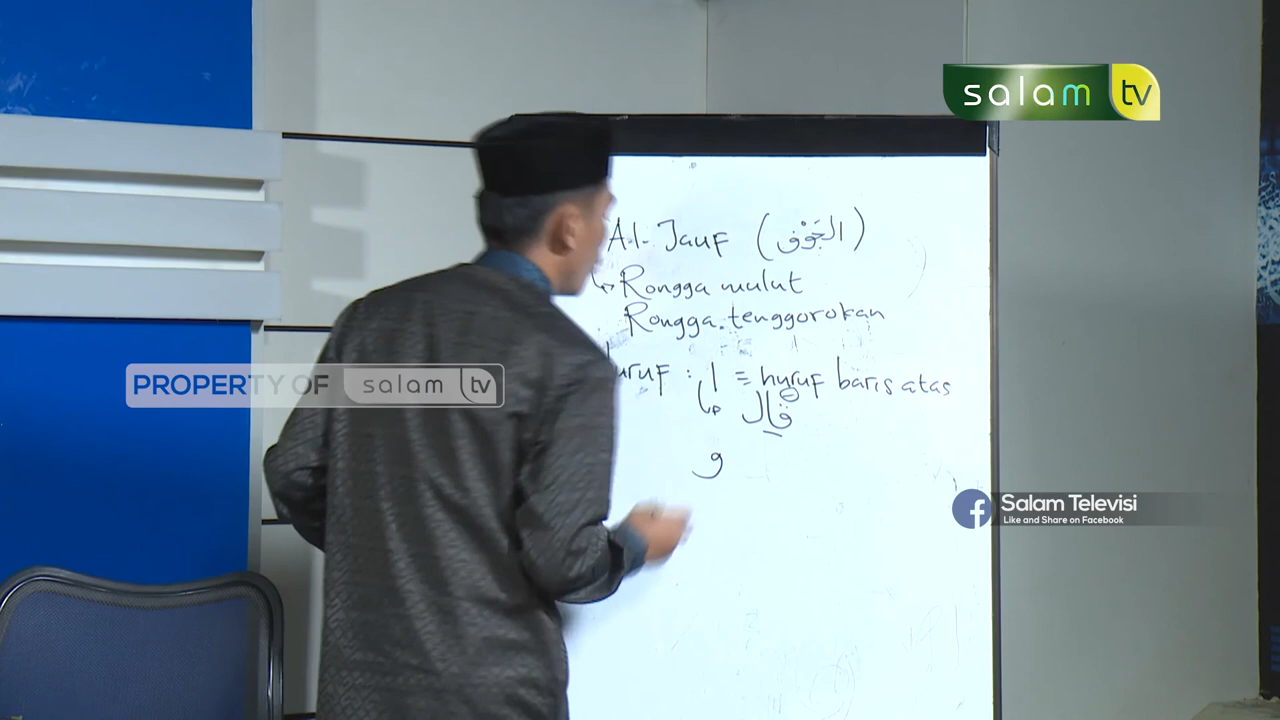 salam tv
Al-Jauf (الجَوْف)
↳ Rongga mulut
Rongga tenggorokan
huruf : ا = huruf baris atas
↳ قَال
و
PROPERTY OF salam tv
Salam Televisi
Like and Share on Facebook